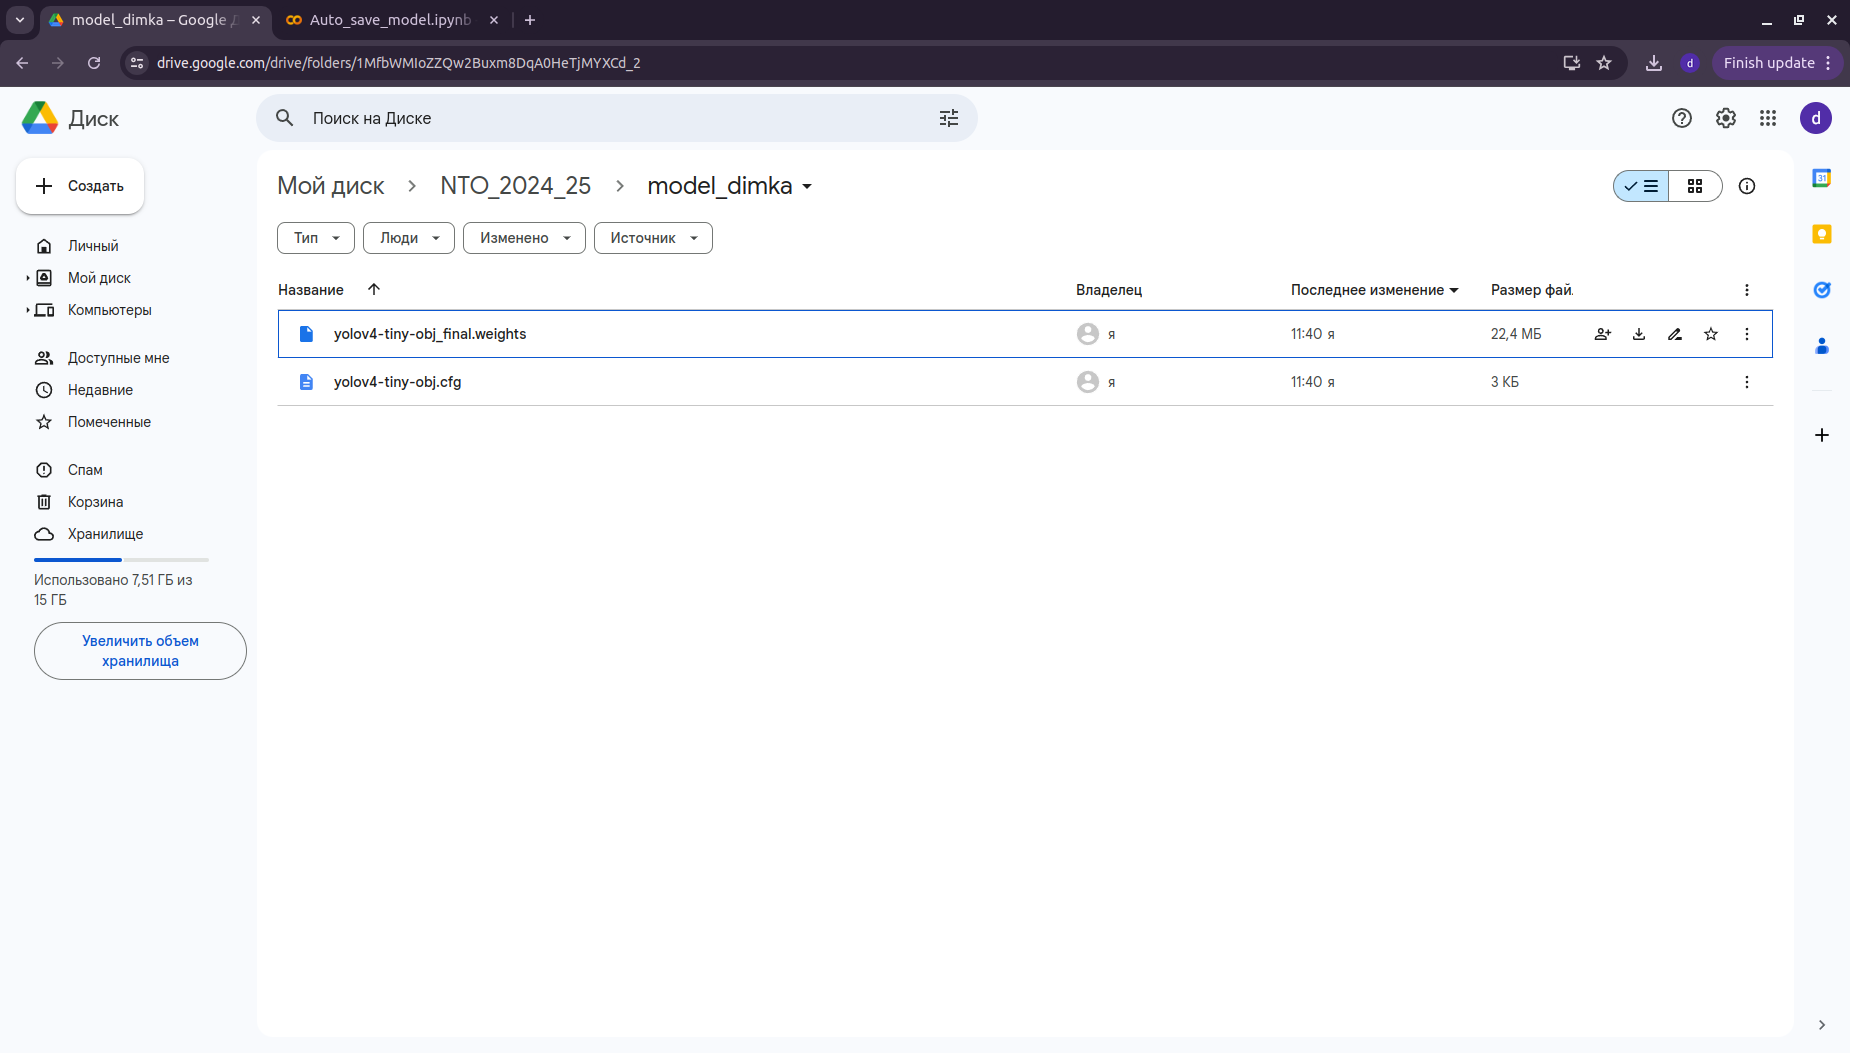 model_dimka – Google Д
Auto_save_model.ipynb
drive.google.com/drive/folders/1MfbWMIoZZQw2Buxm8DqA0HeTjMYXCd_2
d
Finish update
Диск
Поиск на Диске
d
Создать
Мой диск
NTO_2024_25
model_dimka
31
Тип
Люди
Изменено
Источник
Личный
Мой диск
Компьютеры
Доступные мне
Недавние
Помеченные
Спам
Корзина
Хранилище
Использовано 7,51 ГБ из
15 ГБ
Увеличить объем
хранилища
Название
Владелец
Последнее изменение
Размер фай.
yolov4-tiny-obj_final.weights
я
11:40 я
22,4 МБ
yolov4-tiny-obj.cfg
я
11:40 я
3 КБ